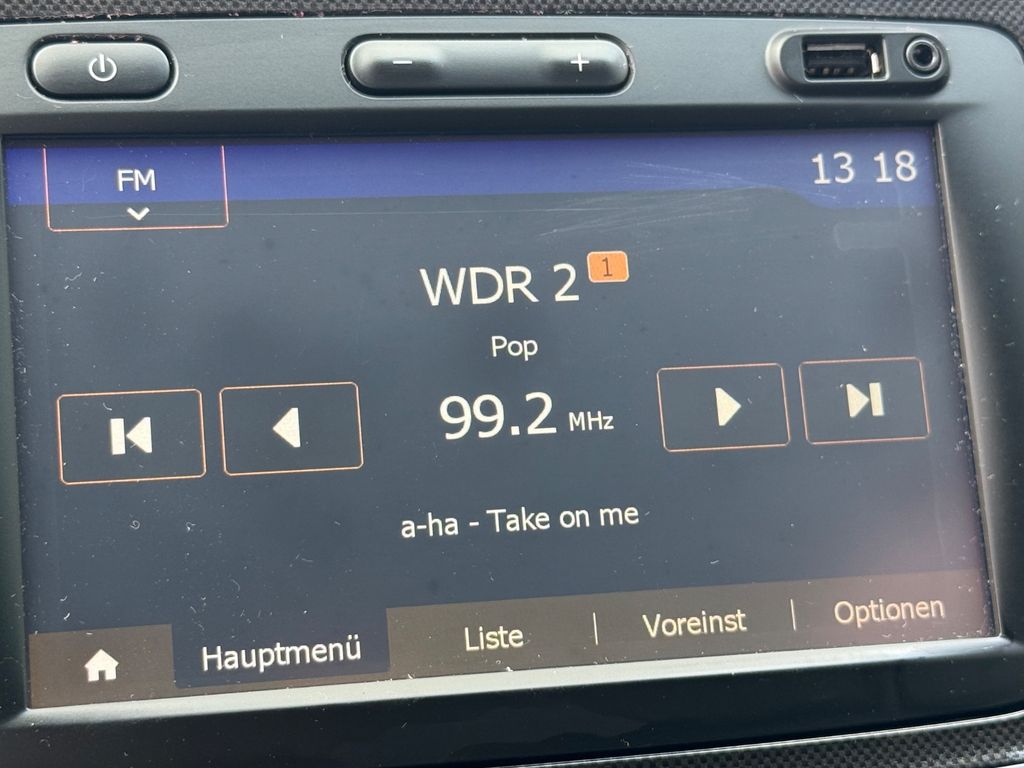 − +
FM
13 18
WDR 2 1
Pop
99.2 MHz
a-ha - Take on me
Hauptmenü Liste Voreinst Optionen